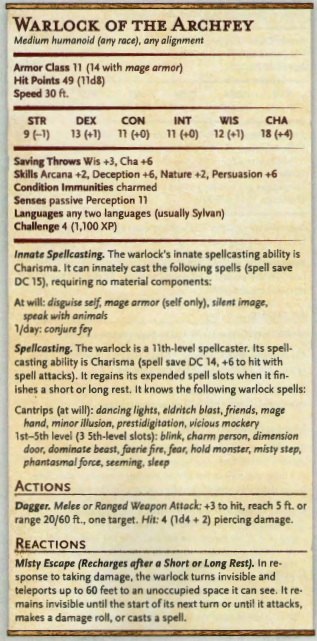 WARLOCK OF THE ARCHFEY
Medium humanoid (any race), any alignment
Armor Class 11 (14 with mage armor)
Hit Points 49 (11d8)
Speed 30 ft.
STR DEX CON INT WIS CHA
9 (–1) 13 (+1) 11 (+0) 11 (+0) 12 (+1) 18 (+4)
Saving Throws Wis +3, Cha +6
Skills Arcana +2, Deception +6, Nature +2, Persuasion +6
Condition Immunities charmed
Senses passive Perception 11
Languages any two languages (usually Sylvan)
Challenge 4 (1,100 XP)
Innate Spellcasting. The warlock's innate spellcasting ability is
Charisma. It can innately cast the following spells (spell save
DC 15), requiring no material components:
At will: disguise self, mage armor (self only), silent image,
speak with animals
1/day: conjure fey
Spellcasting. The warlock is a 11th-level spellcaster. Its spell-
casting ability is Charisma (spell save DC 14, +6 to hit with
spell attacks). It regains its expended spell slots when it fin-
ishes a short or long rest. It knows the following warlock spells:
Cantrips (at will): dancing lights, eldritch blast, friends, mage
hand, minor illusion, prestidigitation, vicious mockery
1st–5th level (3 5th-level slots): blink, charm person, dimension
door, dominate beast, faerie fire, fear, hold monster, misty step,
phantasmal force, seeming, sleep
ACTIONS
Dagger. Melee or Ranged Weapon Attack: +3 to hit, reach 5 ft. or
range 20/60 ft., one target. Hit: 4 (1d4 + 2) piercing damage.
REACTIONS
Misty Escape (Recharges after a Short or Long Rest). In re-
sponse to taking damage, the warlock turns invisible and
teleports up to 60 feet to an unoccupied space it can see. It re-
mains invisible until the start of its next turn or until it attacks,
makes a damage roll, or casts a spell.